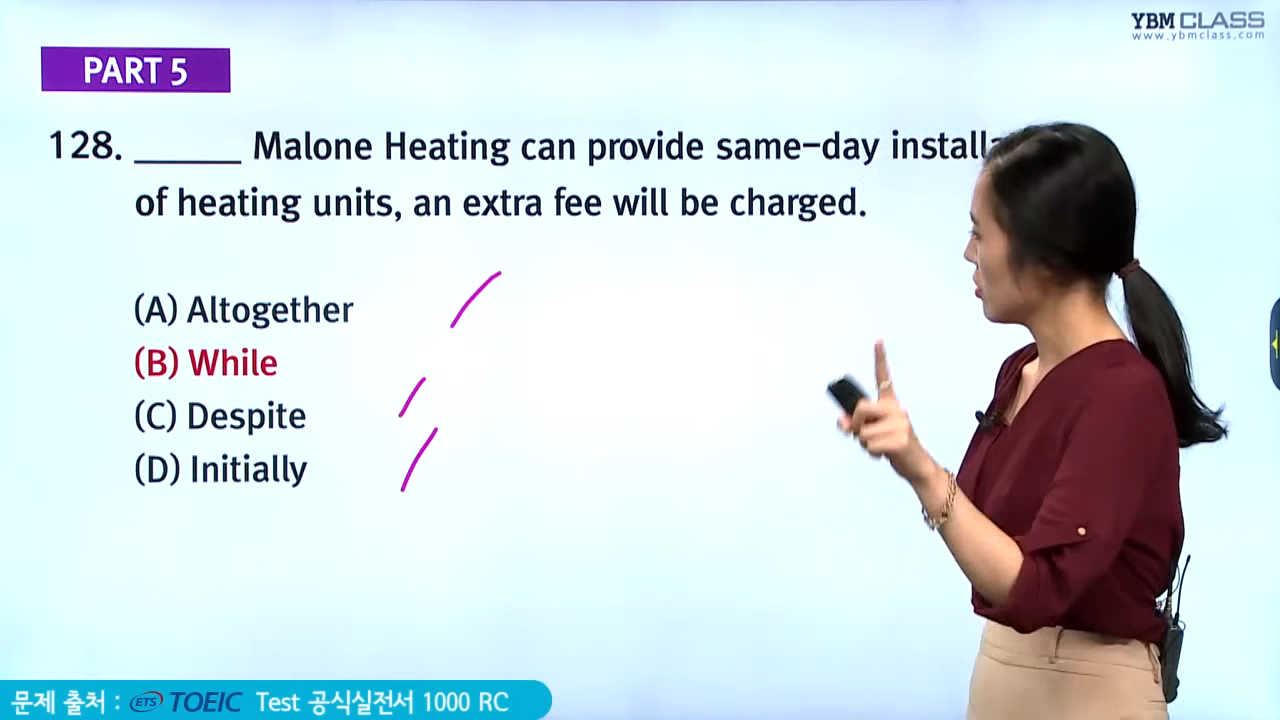 YBM CLASS
www.ybmclass.com
PART 5
128. _____ Malone Heating can provide same-day
of heating units, an extra fee will be charged.
(A) Altogether
(B) While
(C) Despite
(D) Initially
문제 출처 : ETS TOEIC Test 공식실전서 1000 RC